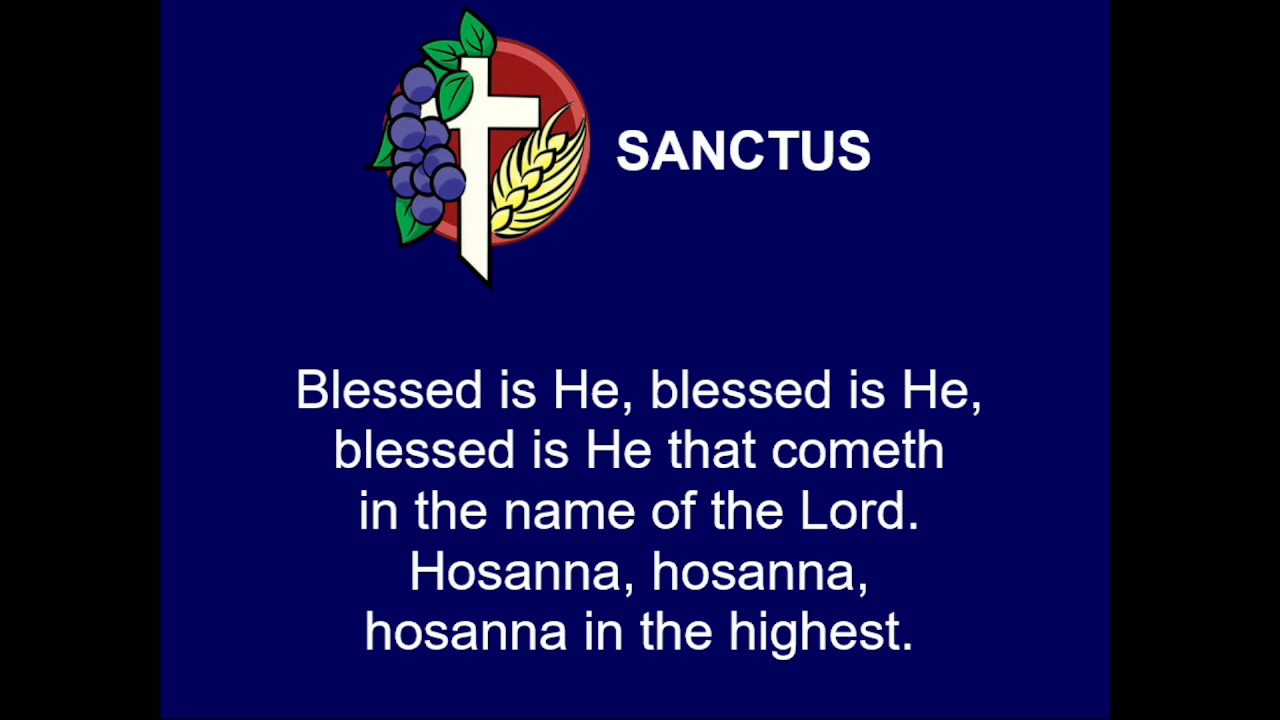 SANCTUS
Blessed is He, blessed is He,
blessed is He that cometh
in the name of the Lord.
Hosanna, hosanna,
hosanna in the highest.